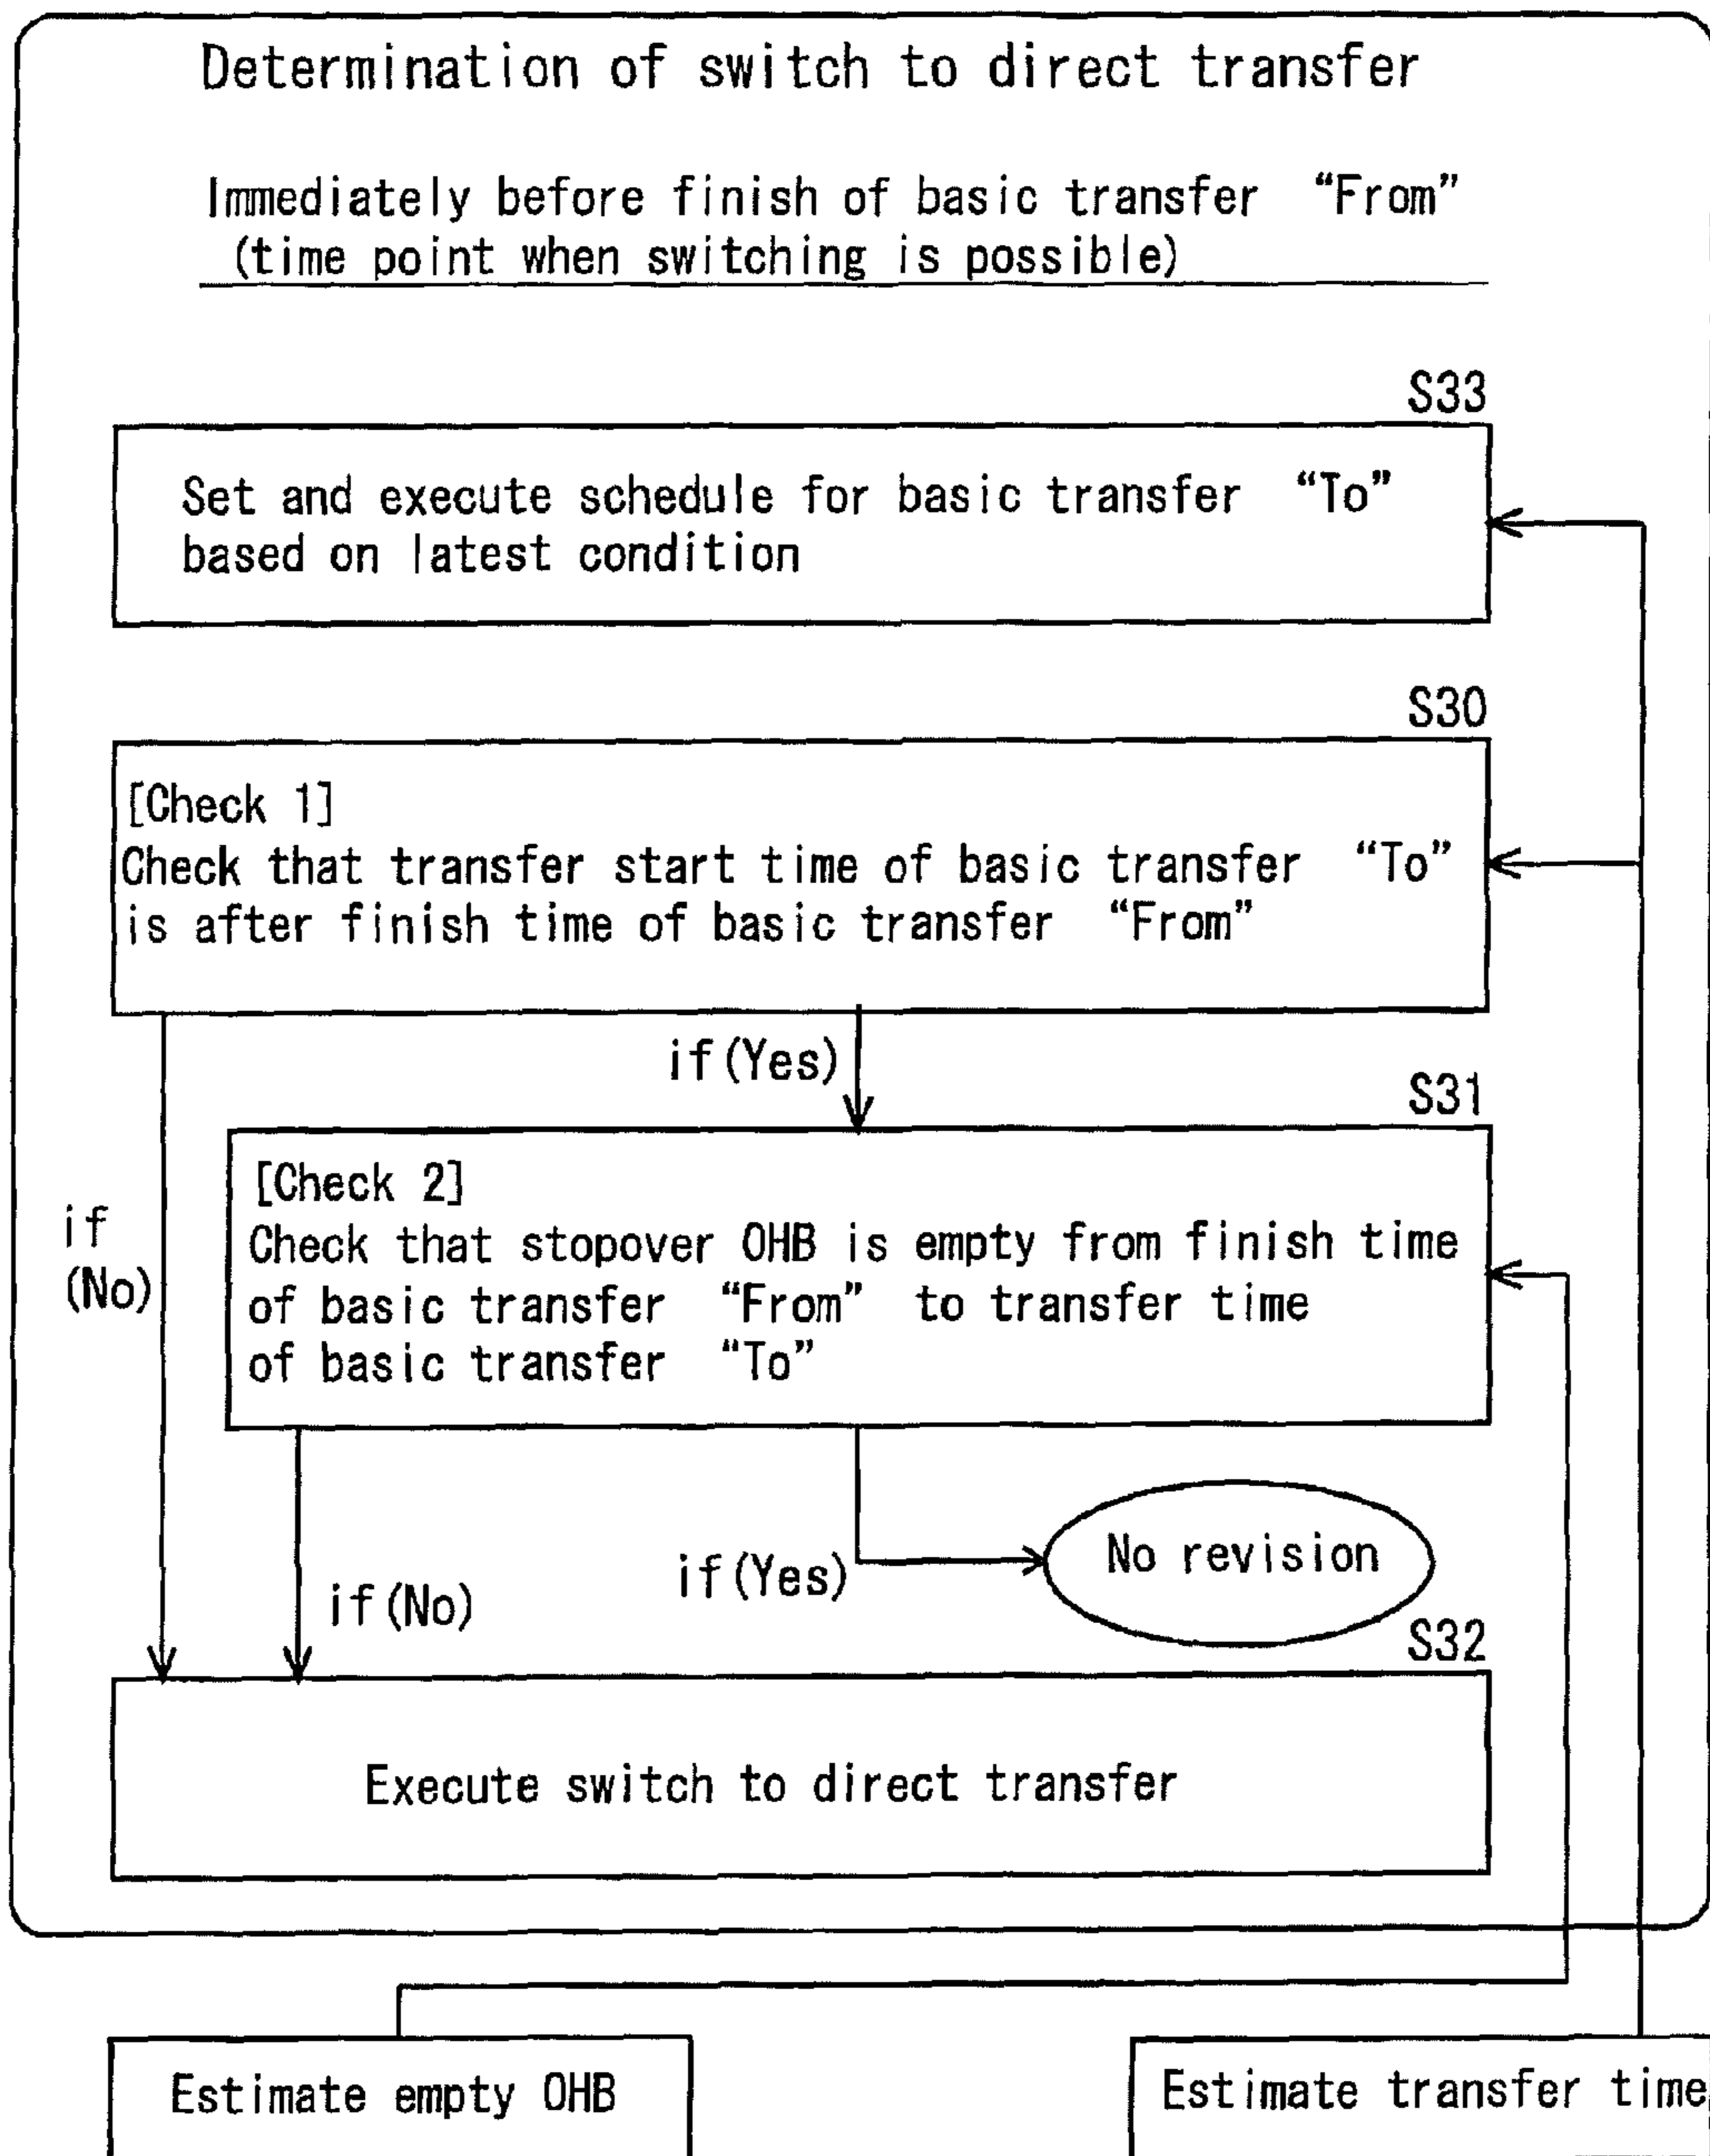 Determination of switch to direct transfer
Immediately before finish of basic transfer “From”
(time point when switching is possible)
S33
Set and execute schedule for basic transfer “To”
based on latest condition
S30
[Check 1]
Check that transfer start time of basic transfer “To”
is after finish time of basic transfer “From”
if(Yes)
S31
if
(No)
[Check 2]
Check that stopover OHB is empty from finish time
of basic transfer “From” to transfer time
of basic transfer “To”
if(No)
if(Yes)
No revision
S32
Execute switch to direct transfer
Estimate empty OHB
Estimate transfer time